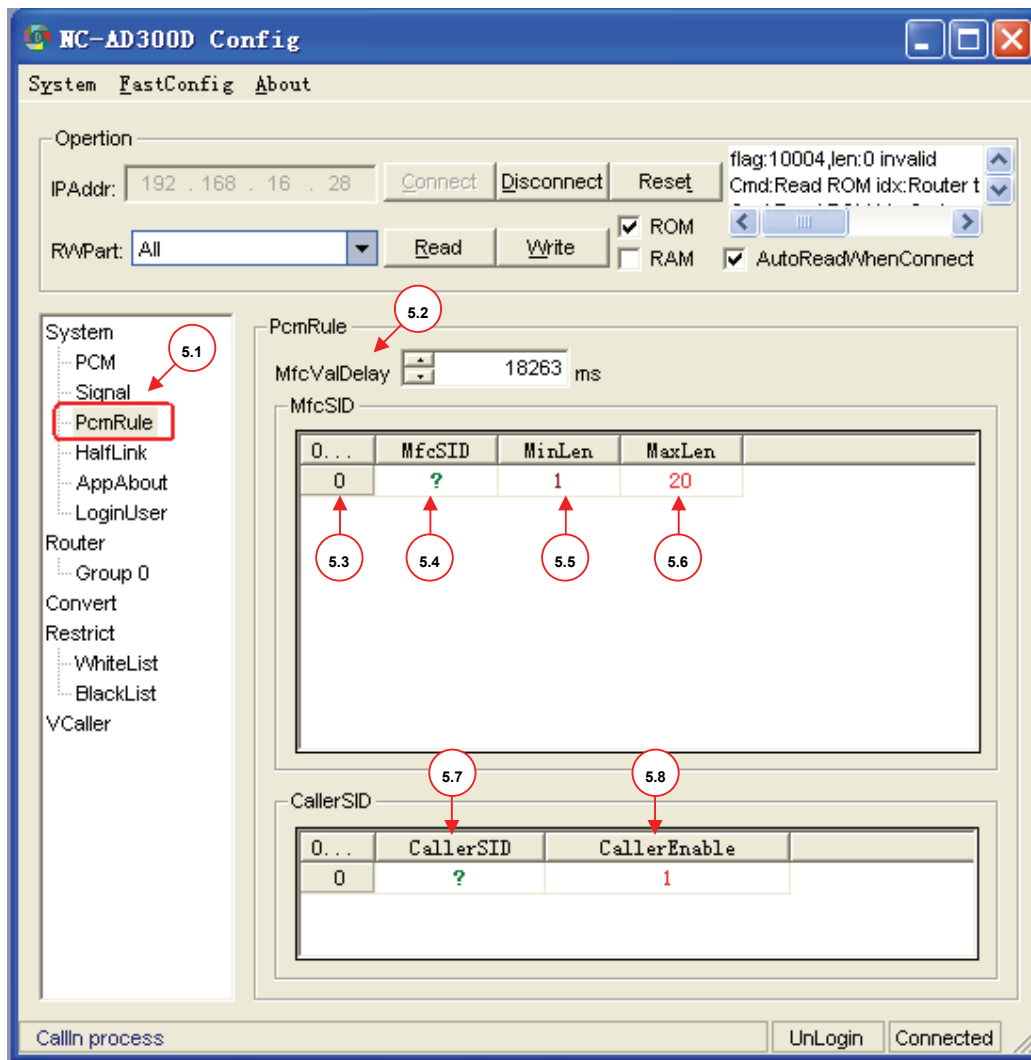 NC-AD300D Config
System FastConfig About
Opertion
IPAddr: 192 . 168 . 16 . 28 Connect Disconnect Reset
flag:10004,len:0 invalid
Cmd:Read ROM idx:Router t
RWPart: All Read Write ROM
RAM AutoReadWhenConnect
System
PCM
Signal
PcmRule
HalfLink
AppAbout
LoginUser
Router
Group 0
Convert
Restrict
WhiteList
BlackList
VCaller
5.1
5.2
PcmRule
MfcValDelay 18263 ms
MfcSID
0... MfcSID MinLen MaxLen
0 ? 1 20
5.3 5.4 5.5 5.6
5.7 5.8
CallerSID
0... CallerSID CallerEnable
0 ? 1
CallIn process UnLogin Connected